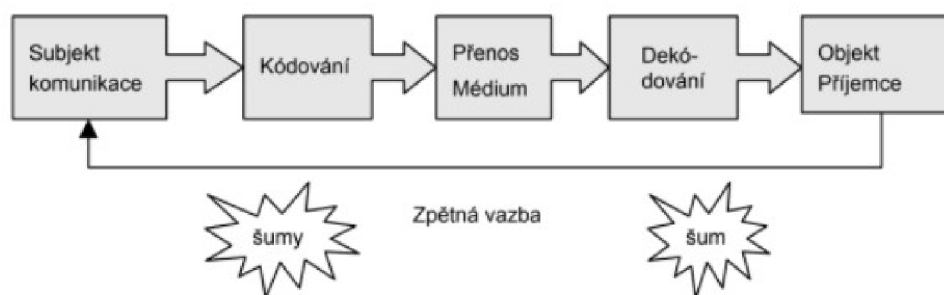 Subjekt
komunikace
Kódování
Přenos
Médium
Dekó-
dování
Objekt
Příjemce
šumy
Zpětná vazba
šum